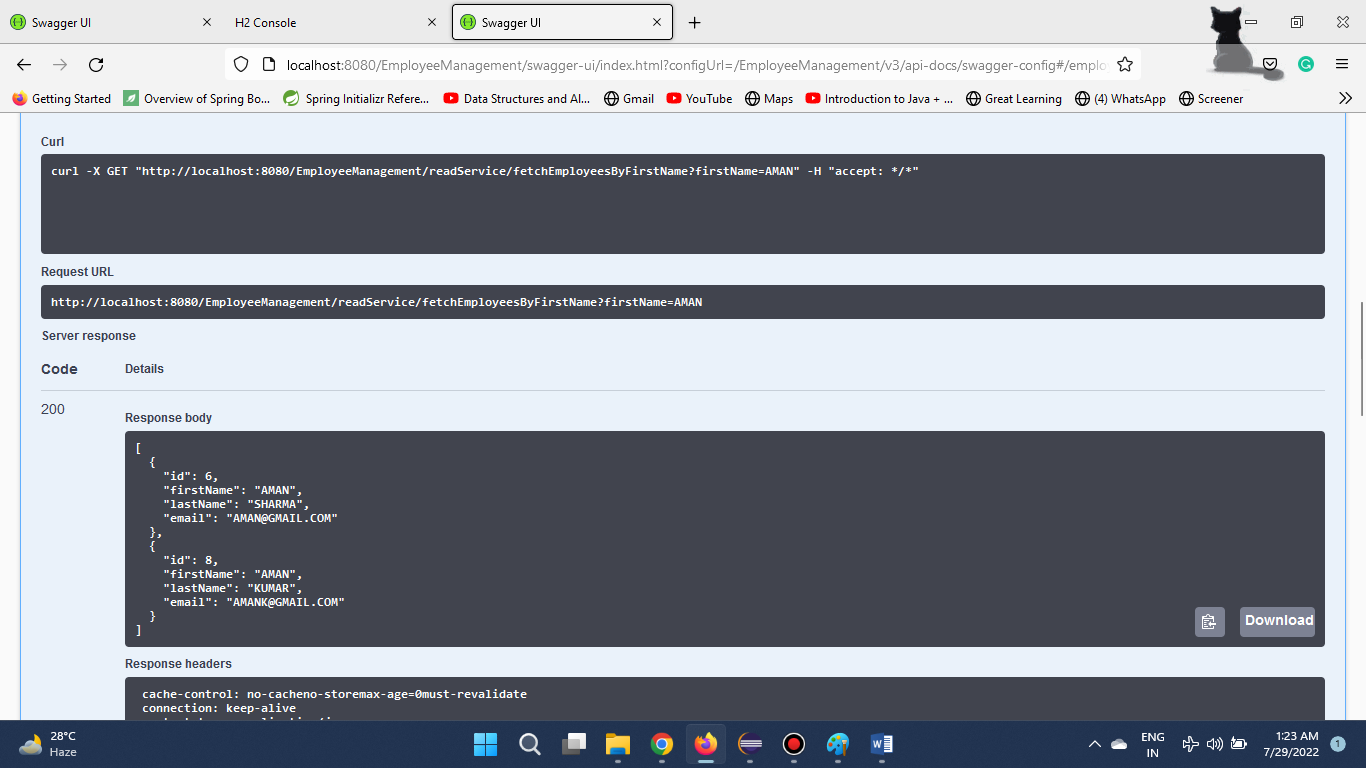 Swagger UI
H2 Console
Swagger UI
localhost:8080/EmployeeManagement/swagger-ui/index.html?configUrl=/EmployeeManagement/v3/api-docs/swagger-config#/emplo
Getting Started
Overview of Spring Bo...
Spring Initializr Refere...
Data Structures and Al...
Gmail
YouTube
Maps
Introduction to Java + ...
Great Learning
(4) WhatsApp
Screener
Curl
curl -X GET "http://localhost:8080/EmployeeManagement/readService/fetchEmployeesByFirstName?firstName=AMAN" -H "accept: */*"
Request URL
http://localhost:8080/EmployeeManagement/readService/fetchEmployeesByFirstName?firstName=AMAN
Server response
Code Details
200
Response body
[
{
"id": 6,
"firstName": "AMAN",
"lastName": "SHARMA",
"email": "AMAN@GMAIL.COM"
},
{
"id": 8,
"firstName": "AMAN",
"lastName": "KUMAR",
"email": "AMANK@GMAIL.COM"
}
]
Download
Response headers
cache-control: no-cacheno-storemax-age=0must-revalidate
connection: keep-alive
28°C
Haze
ENG
IN
1:23 AM
7/29/2022
1